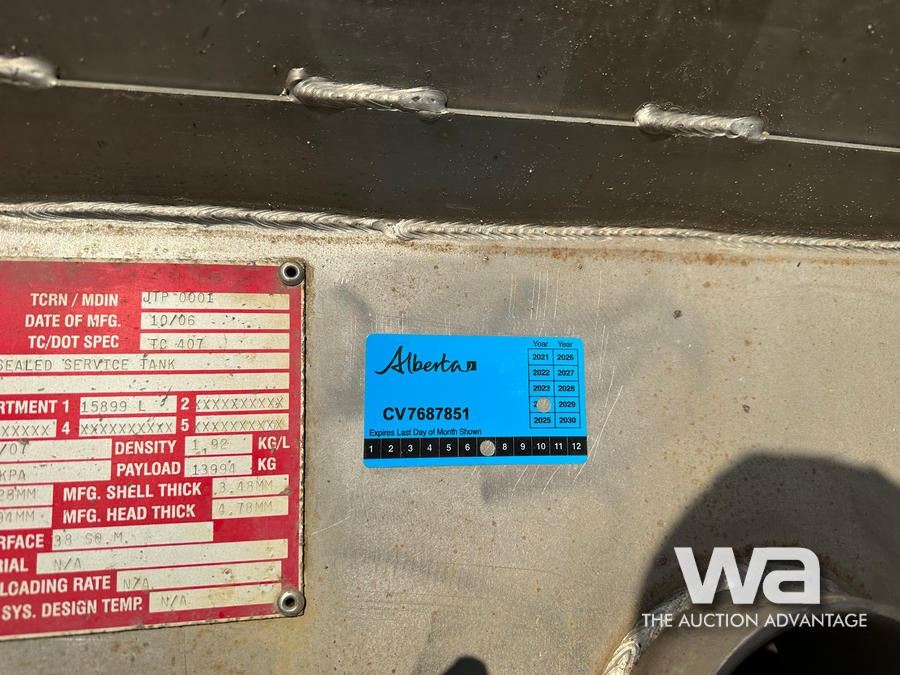 TCRN / MDIN JTP 0001
DATE OF MFG. 10/06
TC/DOT SPEC TC 407
SEALED SERVICE TANK
RTMENT 1 15899 L 2 XXXXXXXXX
XXXXXX 4 XXXXXXXXXX 5 XXXXXXXXX
/07 DENSITY 1.92 KG/L
KPA PAYLOAD 13994 KG
28MM MFG. SHELL THICK 3.48MM
94MM MFG. HEAD THICK 4.78MM
RFACE 38 SQ.M.
RIAL N/A
LOADING RATE N/A
SYS. DESIGN TEMP. N/A
Alberta
Year Year
2021 2026
2022 2027
2023 2028
2029
2025 2030
CV7687851
Expires Last Day of Month Shown
1 2 3 4 5 6 8 9 10 11 12
wa
THE AUCTION ADVANTAGE